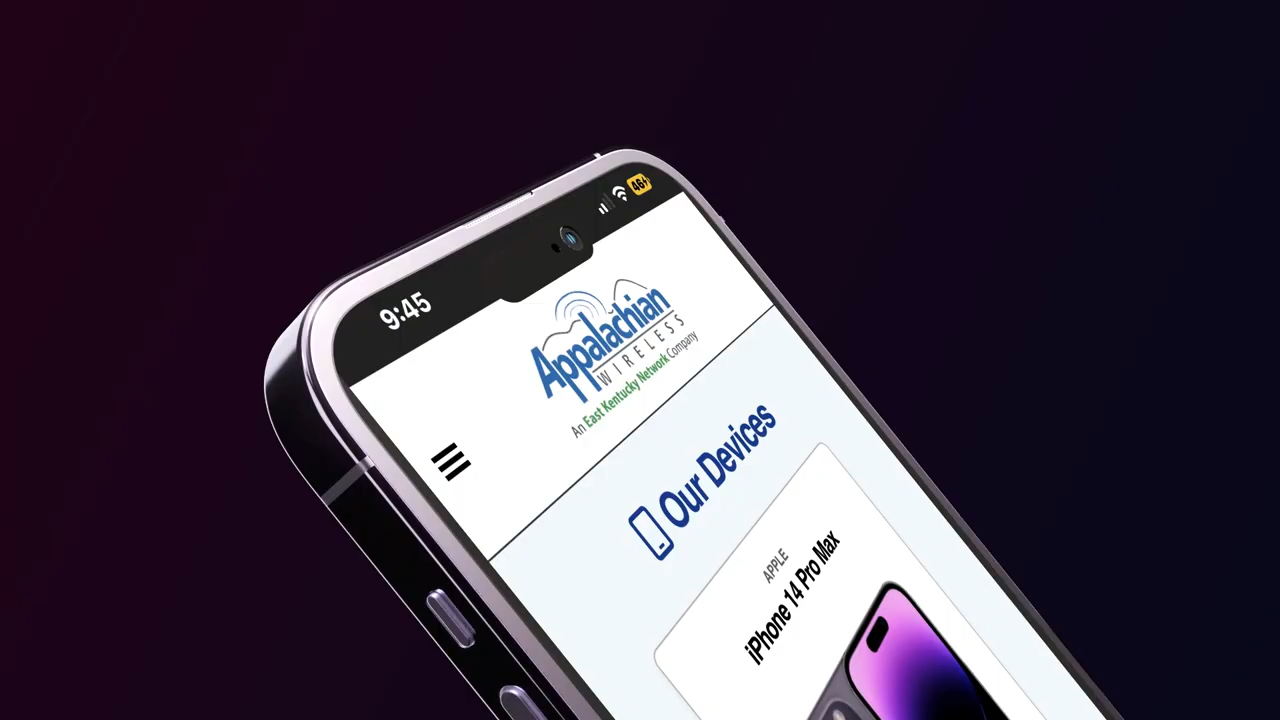 9:45
46
Appalachian
WIRELESS
An East Kentucky Network Company
Our Devices
APPLE
iPhone 14 Pro Max